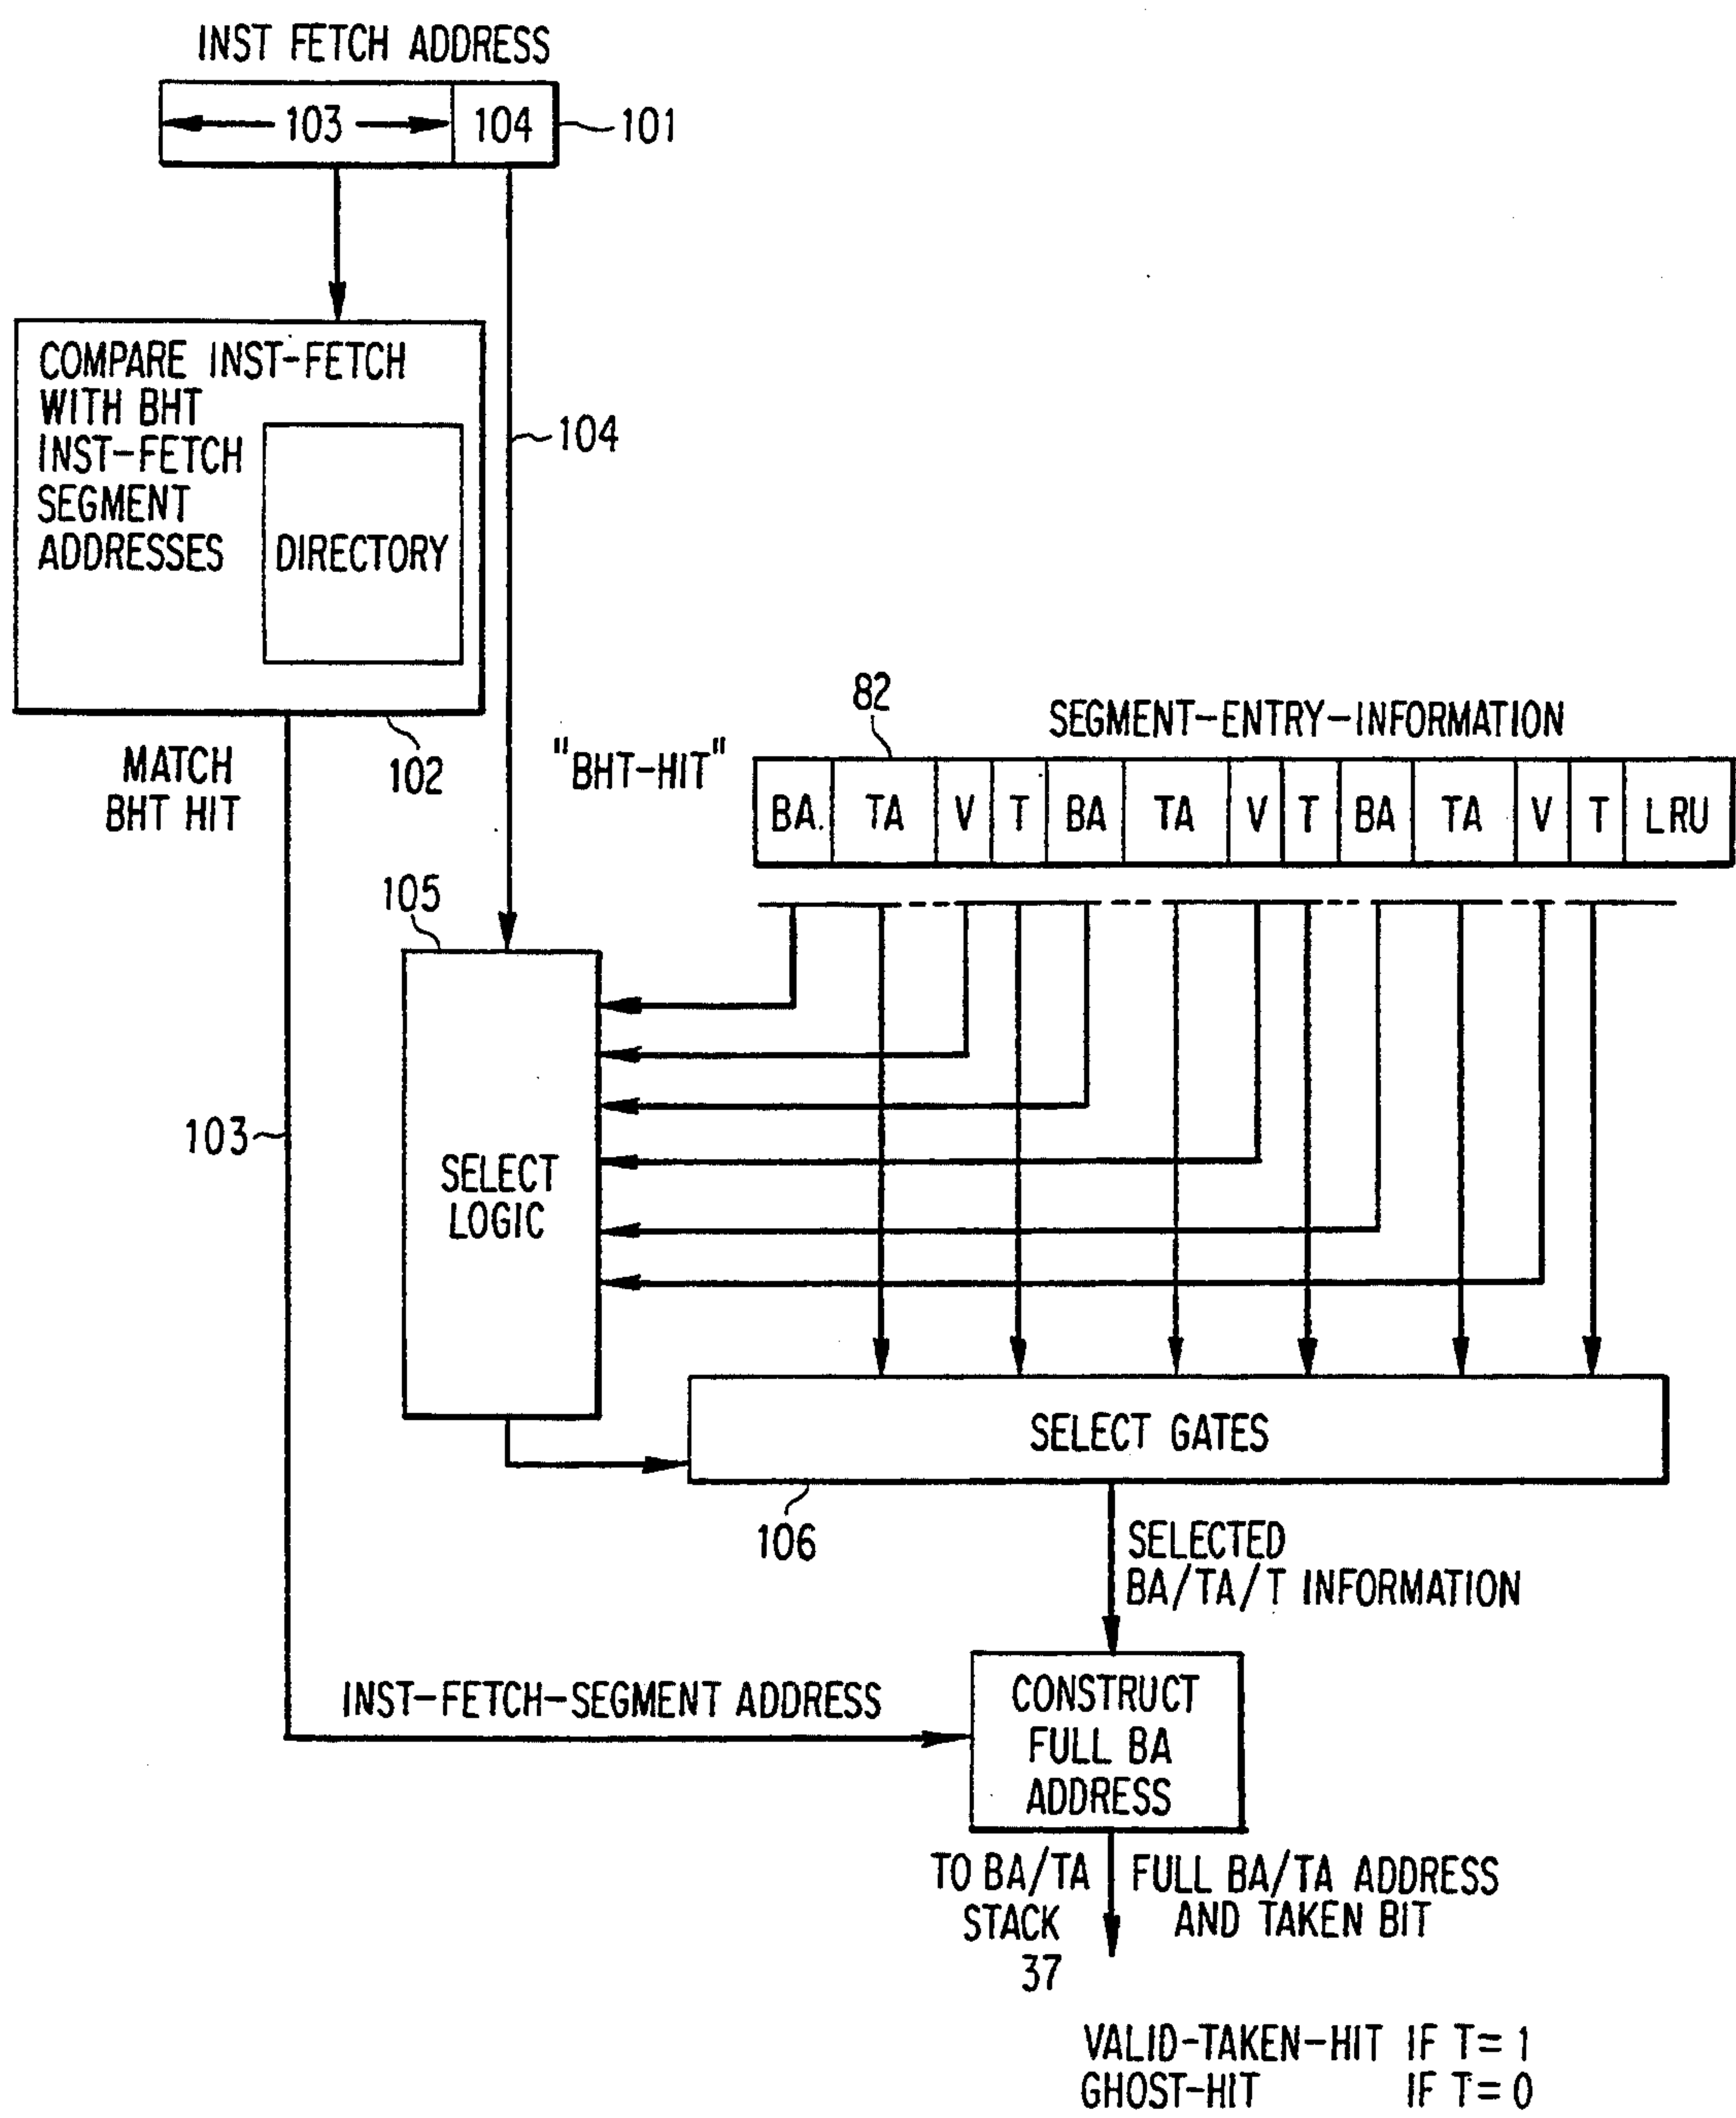 INST FETCH ADDRESS
103
104
101
COMPARE INST-FETCH
WITH BHT
INST-FETCH
SEGMENT
ADDRESSES
DIRECTORY
104
MATCH
BHT HIT
102
"BHT-HIT"
82
SEGMENT-ENTRY-INFORMATION
BA. TA V T BA TA V T BA TA V T LRU
105
103
SELECT
LOGIC
SELECT GATES
106
SELECTED
BA/TA/T INFORMATION
INST-FETCH-SEGMENT ADDRESS
CONSTRUCT
FULL BA
ADDRESS
TO BA/TA
STACK
37
FULL BA/TA ADDRESS
AND TAKEN BIT
VALID-TAKEN-HIT IF T=1
GHOST-HIT IF T=0